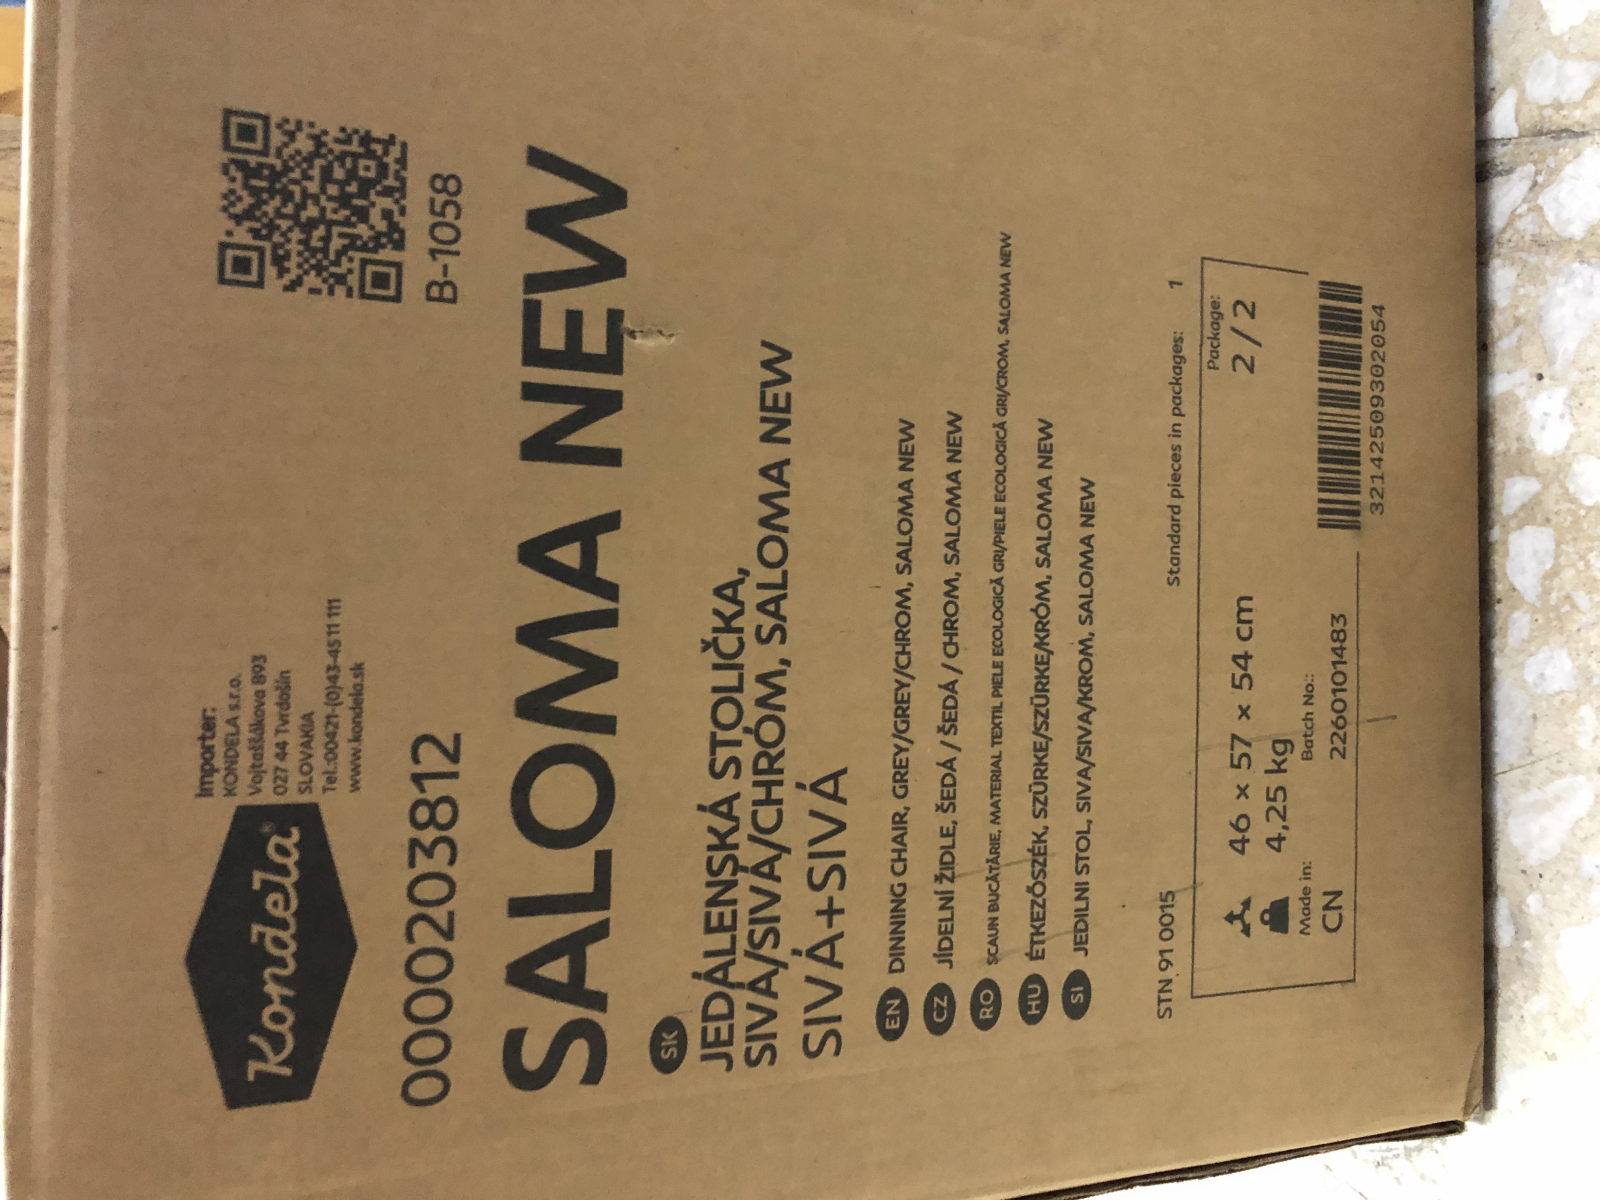 Kondela®
Importer:
KONDELA s.r.o.
Vojtaššákova 893
027 44 Tvrdošín
SLOVAKIA
Tel.:00421-(0)43-45 11 111
www.kondela.sk
B-1058
0000203812
SALOMA NEW
SK
JEDÁLENSKÁ STOLIČKA,
SIVÁ/SIVÁ/CHRÓM, SALOMA NEW
SIVÁ+SIVÁ
EN DINNING CHAIR, GREY/GREY/CHROM, SALOMA NEW
CZ JÍDELNÍ ŽIDLE, ŠEDÁ / ŠEDÁ / CHROM, SALOMA NEW
RO SCAUN BUCĂTĂRIE, MATERIAL TEXTIL PIELE ECOLOGICĂ GRI/PIELE ECOLOGICĂ GRI/CROM, SALOMA NEW
HU ÉTKEZŐSZÉK, SZÜRKE/SZÜRKE/KRÓM, SALOMA NEW
SI JEDILNI STOL, SIVA/SIVA/KROM, SALOMA NEW
STN 91 0015
Standard pieces in packages: 1
46 x 57 x 54 cm
4,25 kg
Package:
2 / 2
Made in:
CN
Batch No.:
2260101483
32142509302054